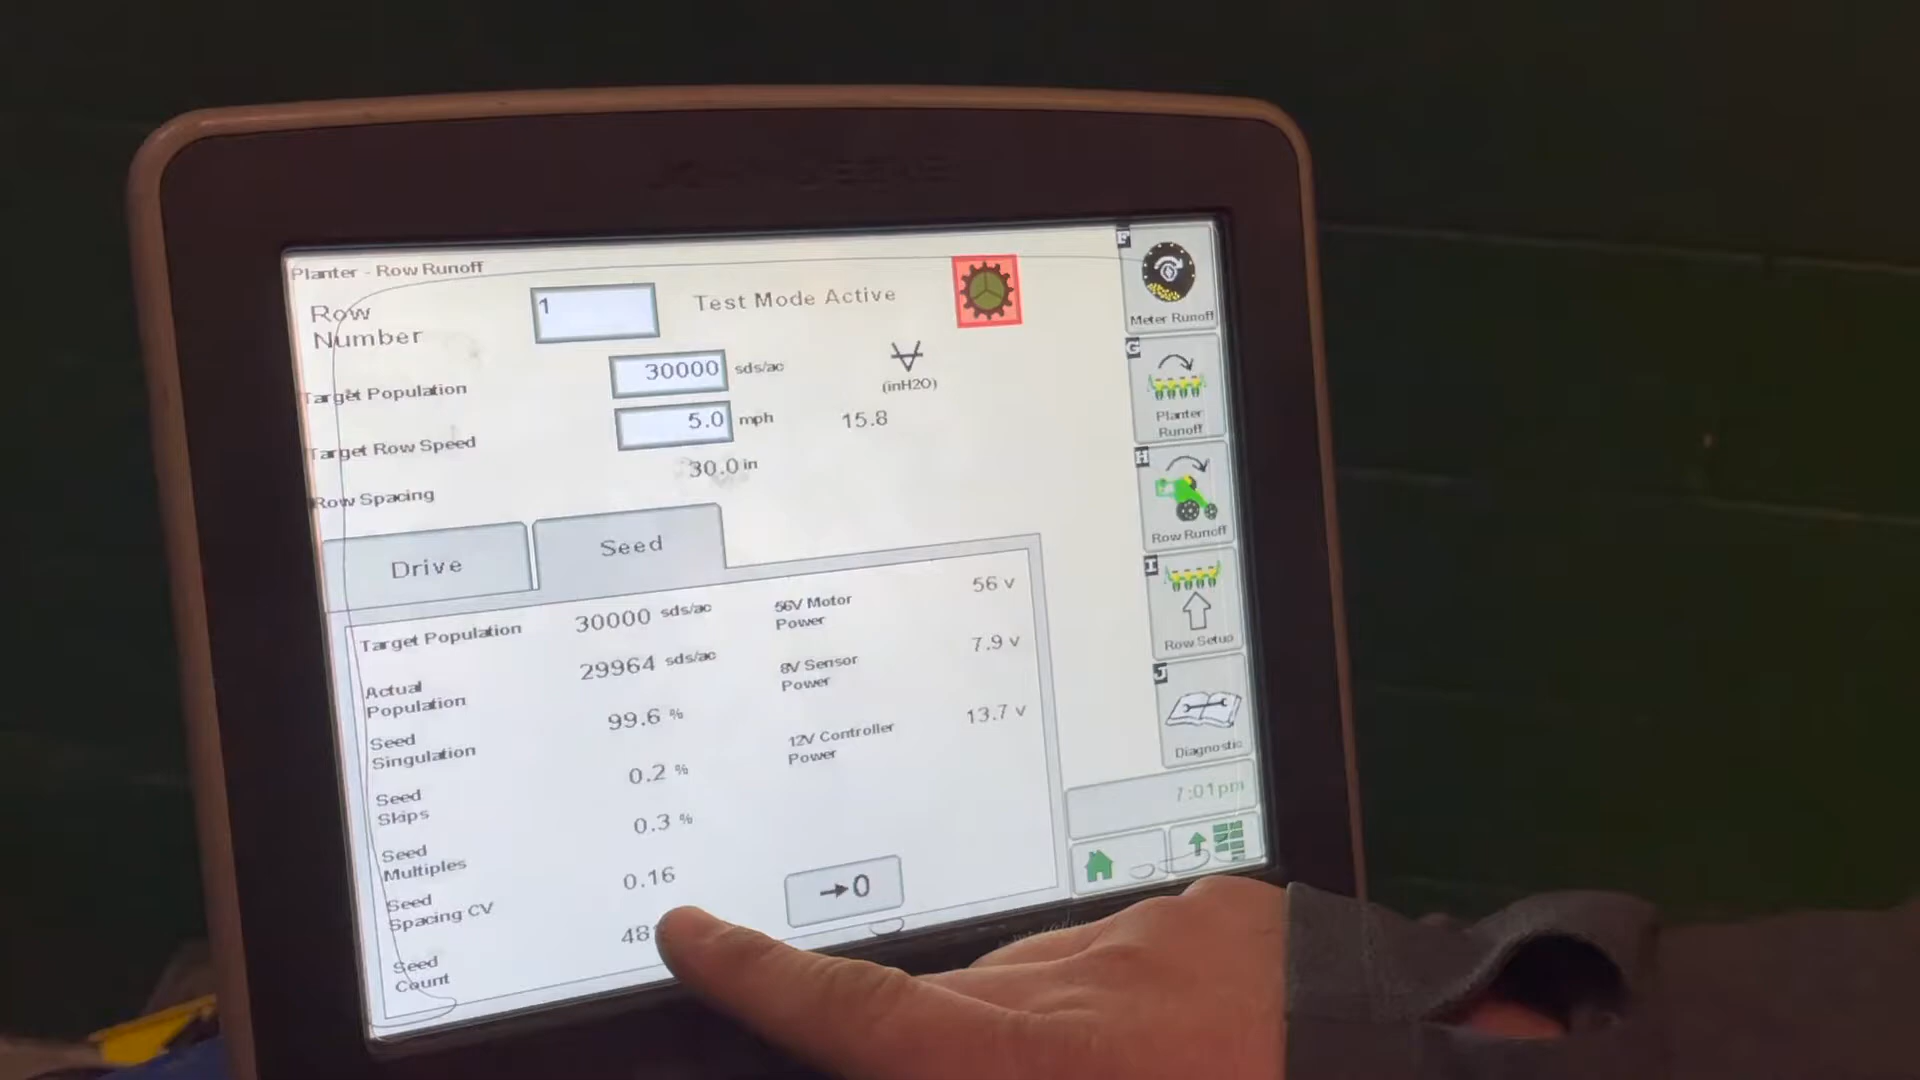 JOHN DEERE
Planter - Row Runoff
Row
Number
1
Test Mode Active
Target Population
30000 sds/ac
(inH2O)
Target Row Speed
5.0 mph
15.8
Row Spacing
30.0 in
Drive
Seed
Target Population
30000 sds/ac
Actual
Population
29964 sds/ac
Seed
Singulation
99.6 %
Seed
Skips
0.2 %
Seed
Multiples
0.3 %
Seed
Spacing CV
0.16
Seed
Count
56V Motor
Power
56 v
8V Sensor
Power
7.9 v
12V Controller
Power
13.7 v
→0
F
Meter Runoff
G
Planter
Runoff
H
Row Runoff
I
Row Setup
J
Diagnostic
7:01pm